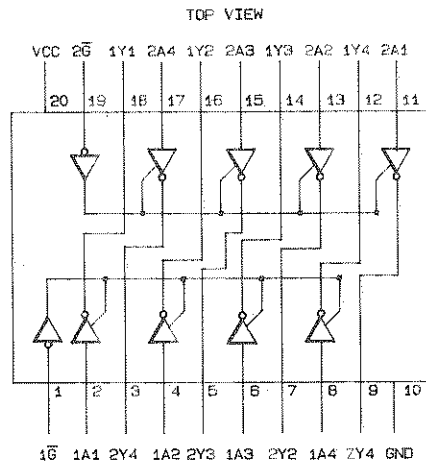 TOP VIEW
VCC 2G̅ 1Y1 2A4 1Y2 2A3 1Y3 2A2 1Y4 2A1
20 19 18 17 16 15 14 13 12 11
1 2 3 4 5 6 7 8 9 10
1G̅ 1A1 2Y4 1A2 2Y3 1A3 2Y2 1A4 2Y4 GND